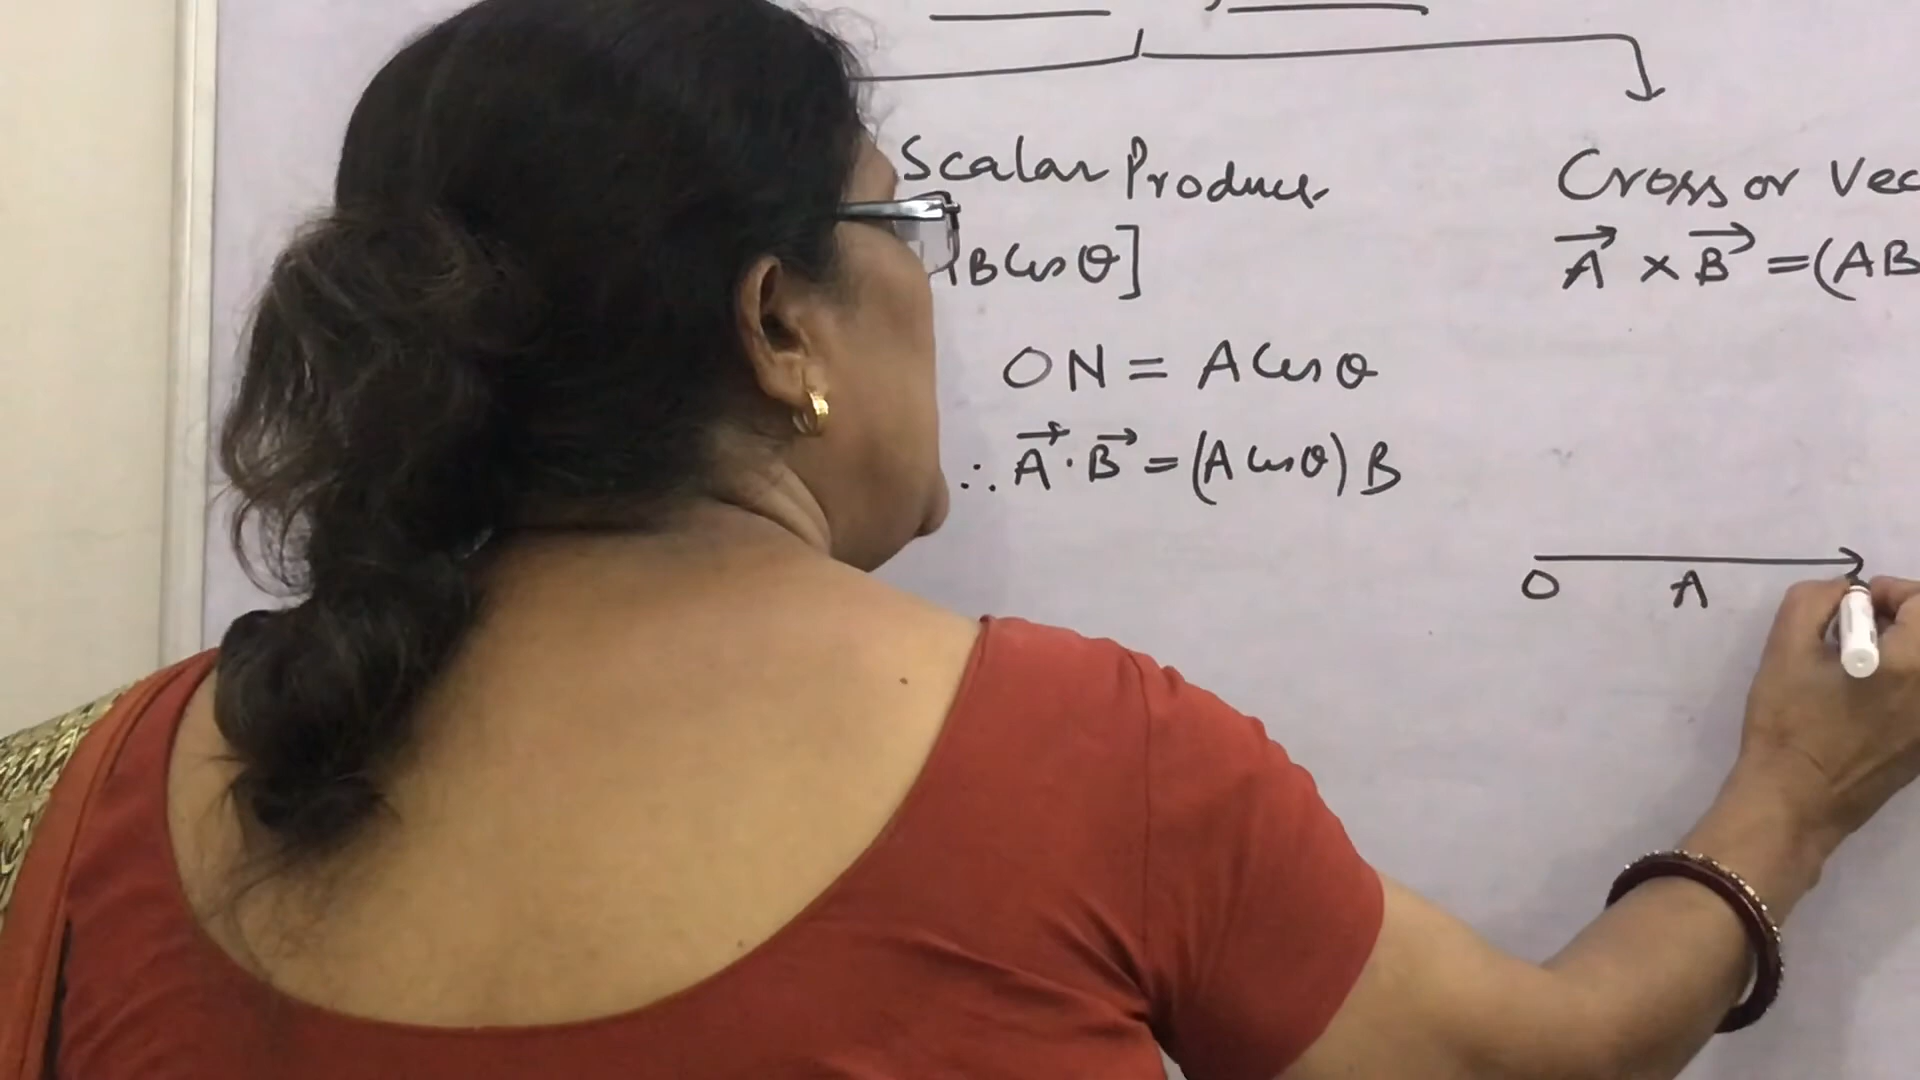 Scalar Product
B Cos θ]
ON = A Cos θ
∴ A⃗ · B⃗ = (A Cos θ) B
Cross or Vec
A⃗ × B⃗ = (AB
O A